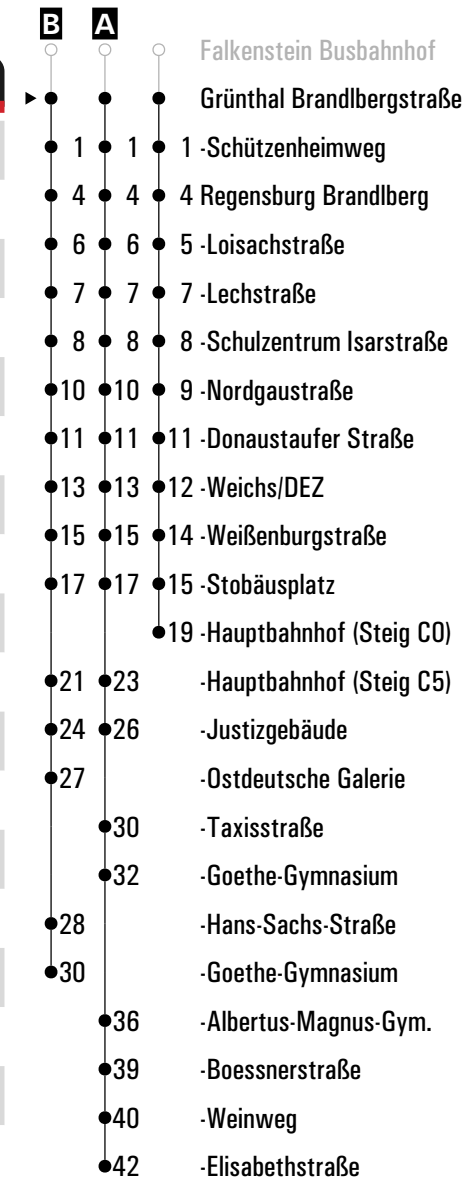 B A
Falkenstein Busbahnhof
Grünthal Brandlbergstraße
1 1 1 -Schützenheimweg
4 4 4 Regensburg Brandlberg
6 6 5 -Loisachstraße
7 7 7 -Lechstraße
8 8 8 -Schulzentrum Isarstraße
10 10 9 -Nordgaustraße
11 11 11 -Donaustaufer Straße
13 13 12 -Weichs/DEZ
15 15 14 -Weißenburgstraße
17 17 15 -Stobäusplatz
19 -Hauptbahnhof (Steig C0)
21 23 -Hauptbahnhof (Steig C5)
24 26 -Justizgebäude
27 -Ostdeutsche Galerie
30 -Taxisstraße
32 -Goethe-Gymnasium
28 -Hans-Sachs-Straße
30 -Goethe-Gymnasium
36 -Albertus-Magnus-Gym.
39 -Boessnerstraße
40 -Weinweg
42 -Elisabethstraße